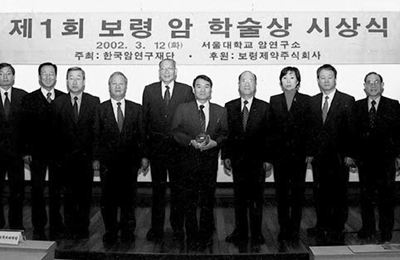 제1회 보령 암 학술상 시상식
2002. 3. 12(화) 서울대학교 암연구소
주최 : 한국암연구재단 후원 : 보령제약주식회사